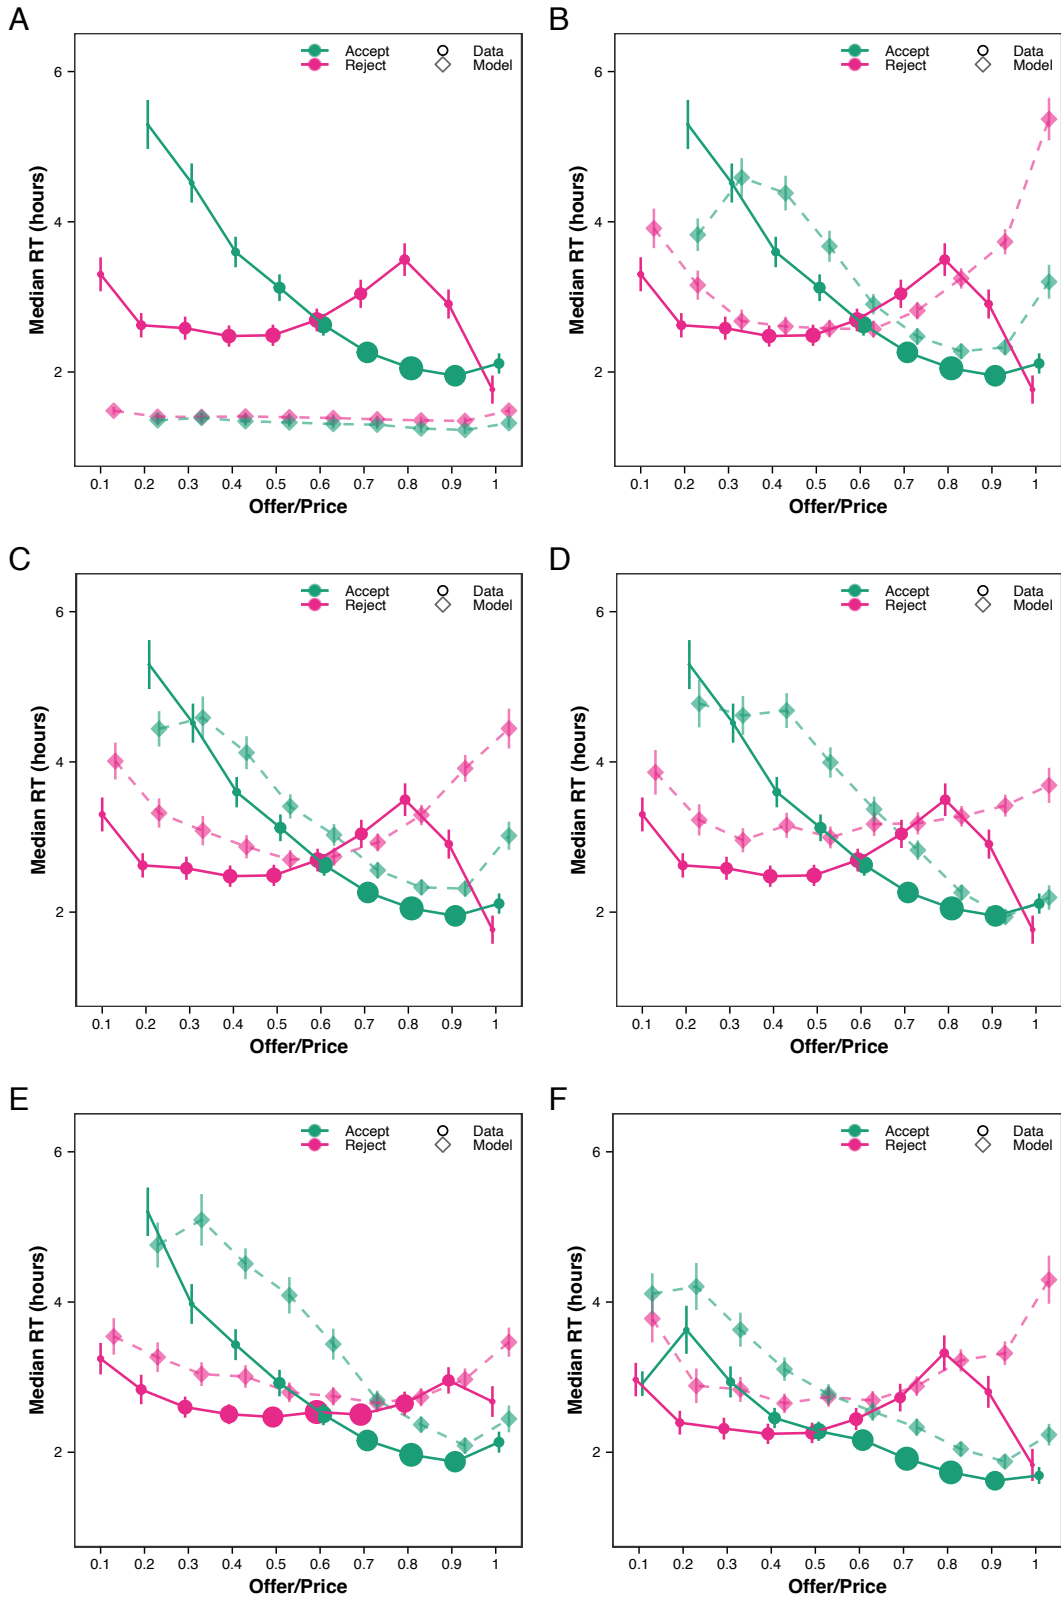 A
Accept
Reject
Data
Model
6
4
2
Median RT (hours)
0.1 0.2 0.3 0.4 0.5 0.6 0.7 0.8 0.9 1
Offer/Price
B
Accept
Reject
Data
Model
6
4
2
Median RT (hours)
0.1 0.2 0.3 0.4 0.5 0.6 0.7 0.8 0.9 1
Offer/Price
C
Accept
Reject
Data
Model
6
4
2
Median RT (hours)
0.1 0.2 0.3 0.4 0.5 0.6 0.7 0.8 0.9 1
Offer/Price
D
Accept
Reject
Data
Model
6
4
2
Median RT (hours)
0.1 0.2 0.3 0.4 0.5 0.6 0.7 0.8 0.9 1
Offer/Price
E
Accept
Reject
Data
Model
6
4
2
Median RT (hours)
0.1 0.2 0.3 0.4 0.5 0.6 0.7 0.8 0.9 1
Offer/Price
F
Accept
Reject
Data
Model
6
4
2
Median RT (hours)
0.1 0.2 0.3 0.4 0.5 0.6 0.7 0.8 0.9 1
Offer/Price